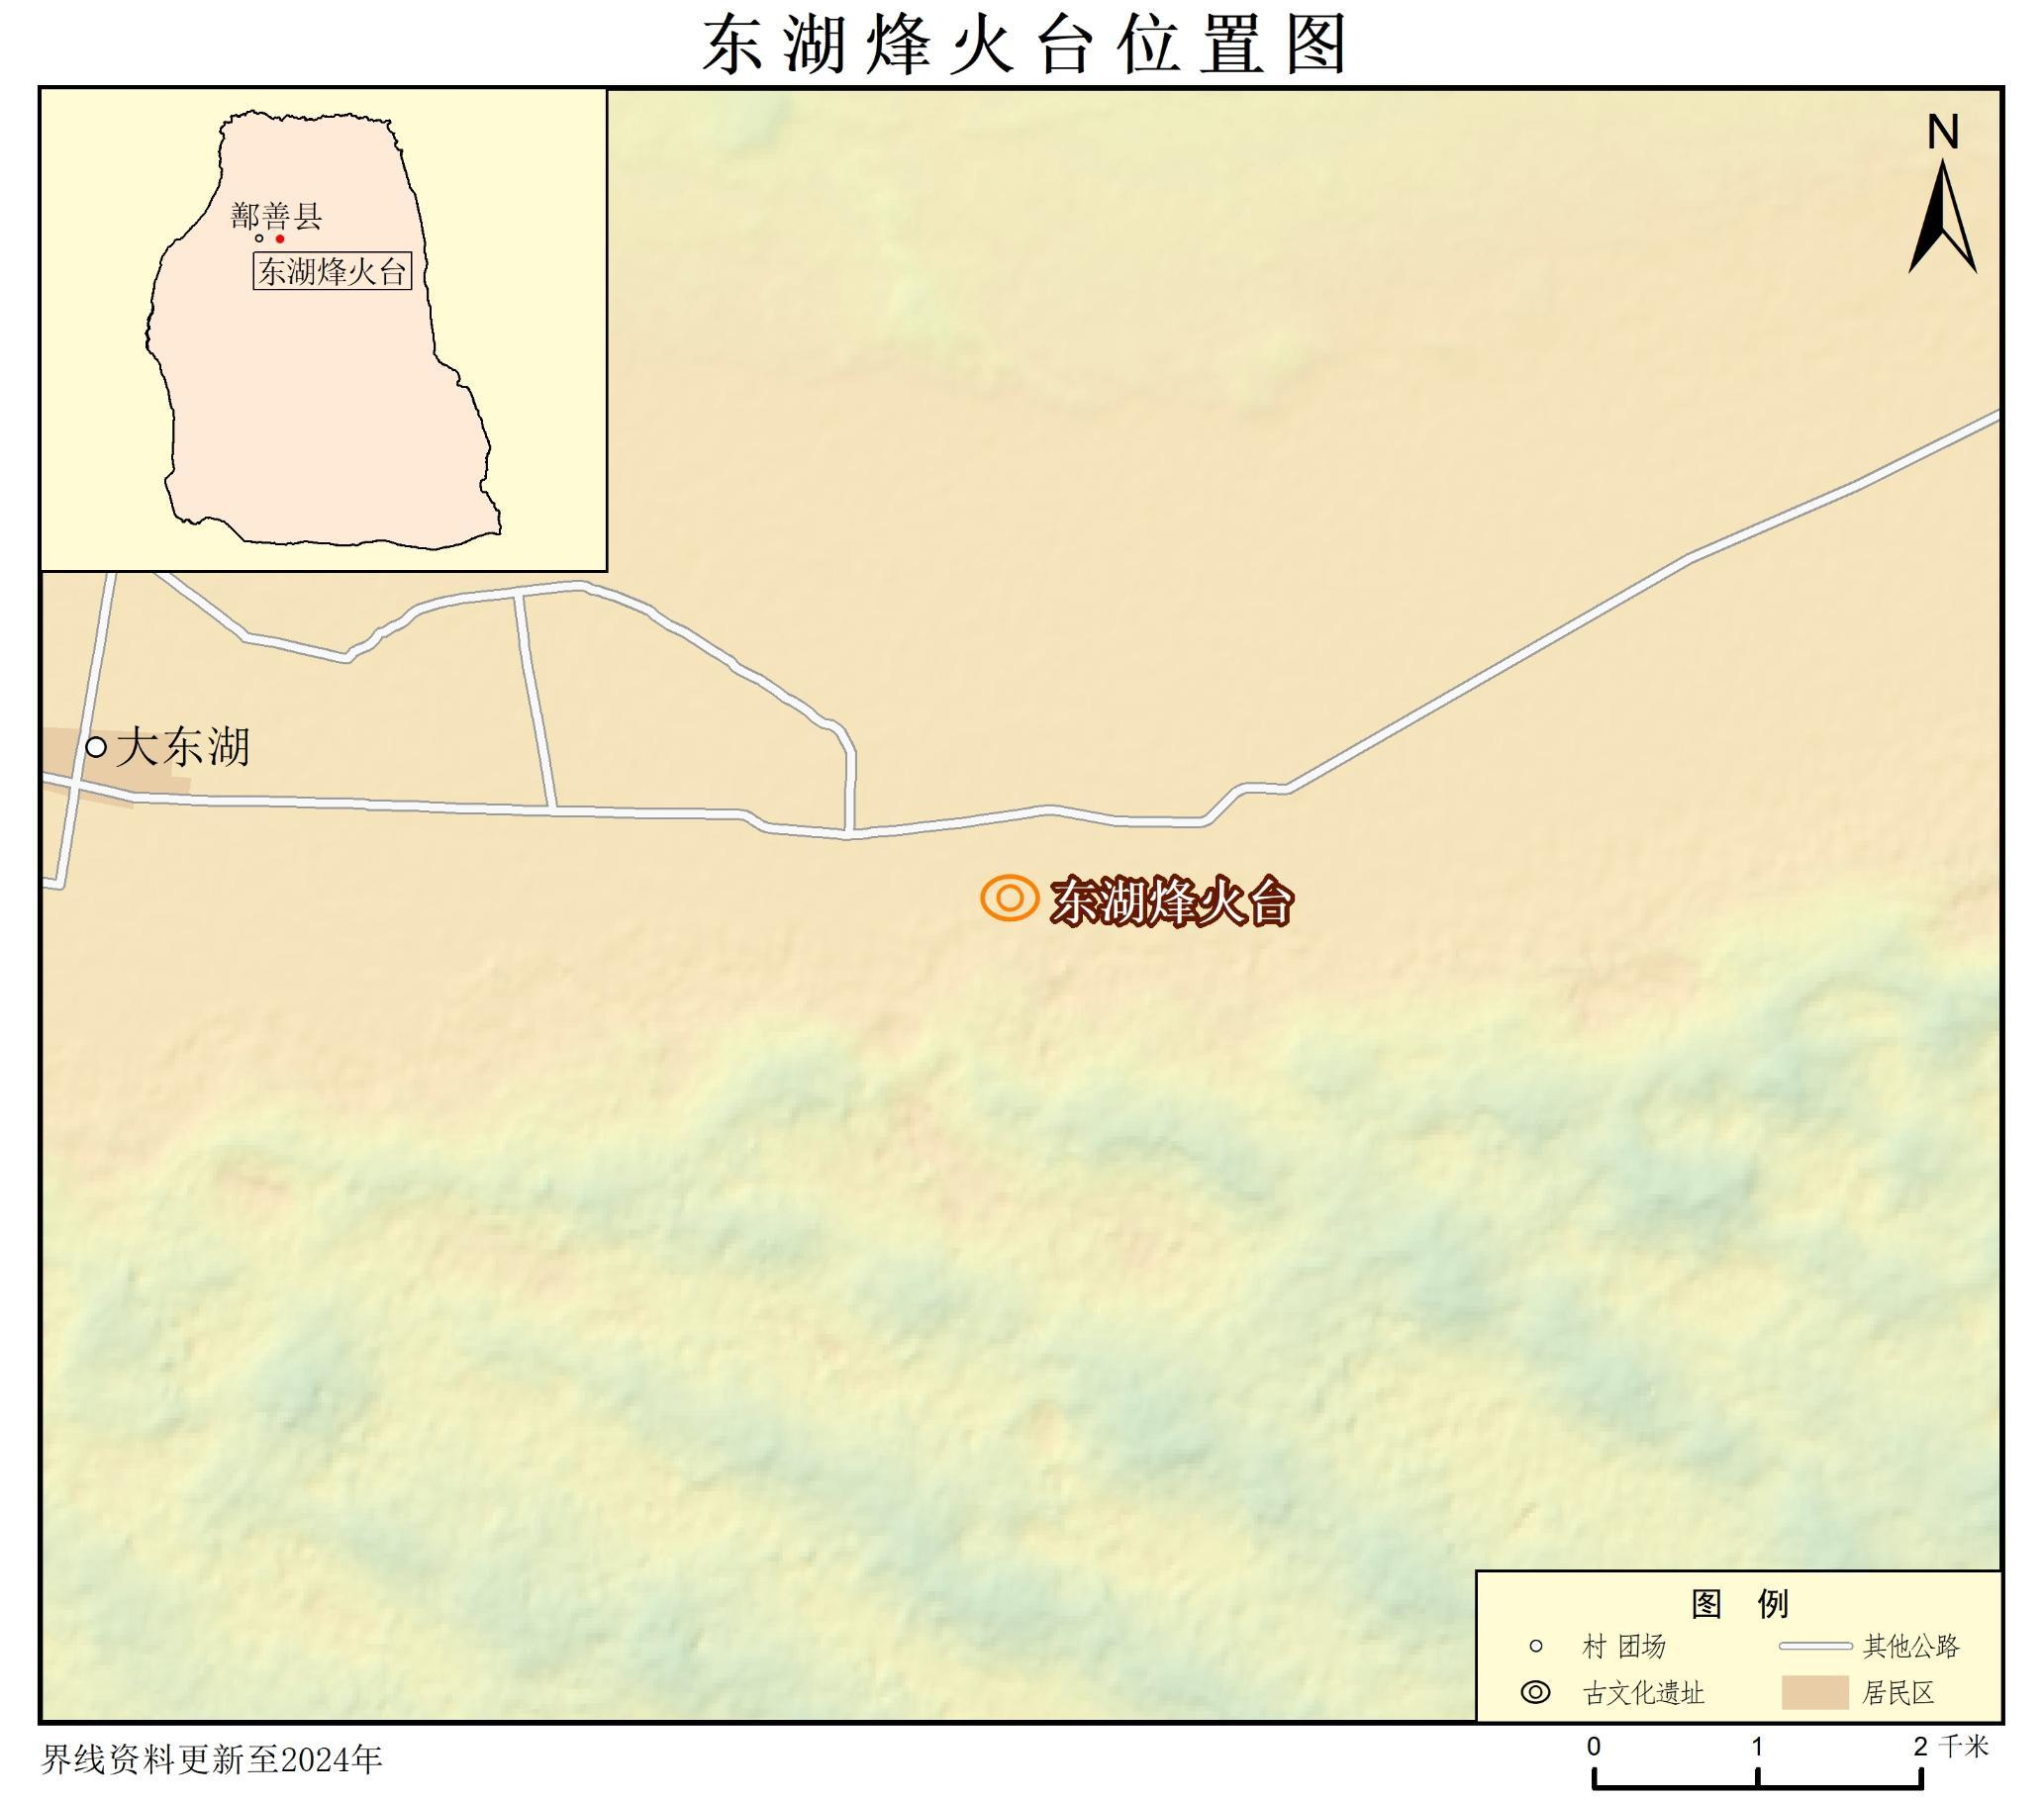 东湖烽火台位置图
N
鄯善县
东湖烽火台
大东湖
东湖烽火台
图 例
村 团场
其他公路
古文化遗址
居民区
界线资料更新至2024年
0 1 2 千米